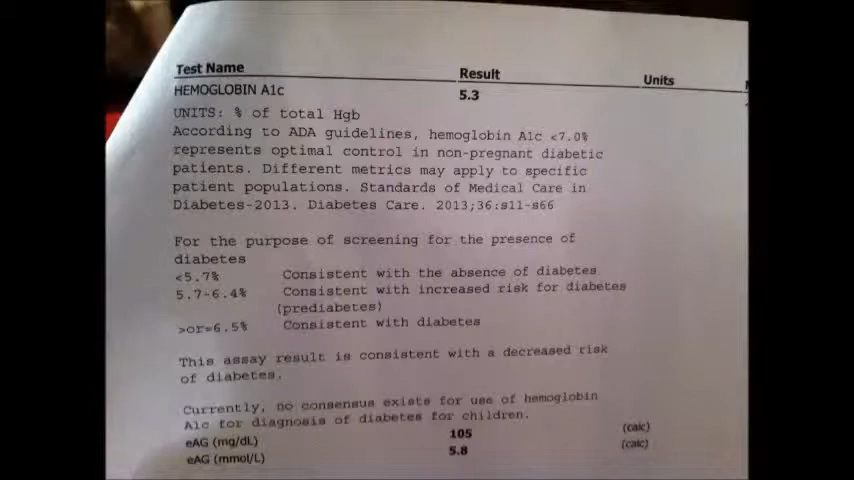 Test Name Result Units
HEMOGLOBIN A1c 5.3
UNITS: % of total Hgb
According to ADA guidelines, hemoglobin A1c <7.0%
represents optimal control in non-pregnant diabetic
patients. Different metrics may apply to specific
patient populations. Standards of Medical Care in
Diabetes-2013. Diabetes Care. 2013;36:s11-s66
For the purpose of screening for the presence of
diabetes
<5.7% Consistent with the absence of diabetes
5.7-6.4% Consistent with increased risk for diabetes
(prediabetes)
>or=6.5% Consistent with diabetes
This assay result is consistent with a decreased risk
of diabetes.
Currently, no consensus exists for use of hemoglobin
A1c for diagnosis of diabetes for children.
eAG (mg/dL) 105 (calc)
eAG (mmol/L) 5.8 (calc)